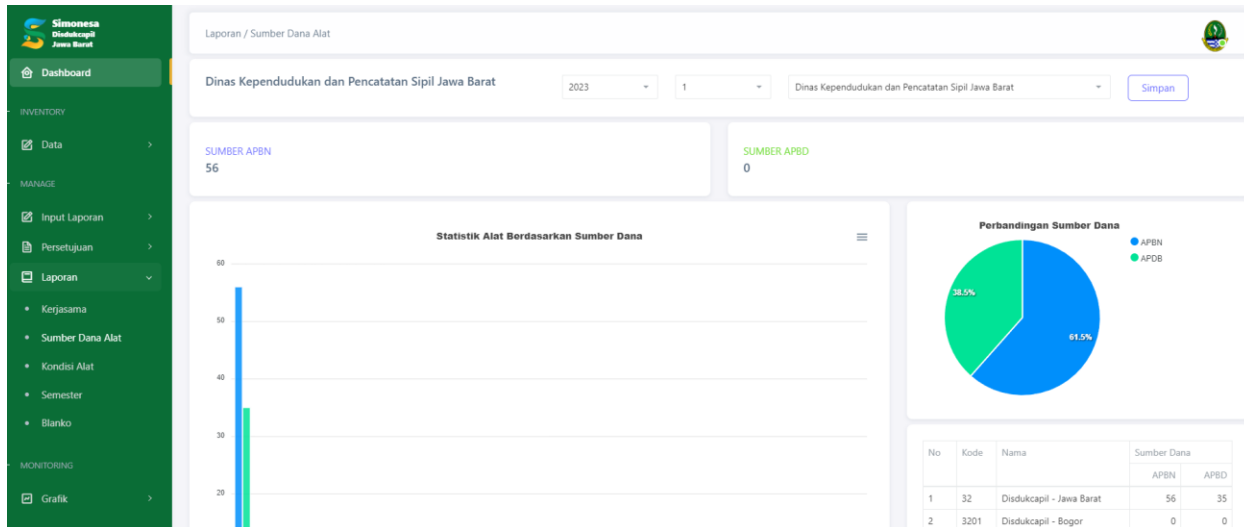 Simonesa
Disdukcapil
Jawa Barat
Dashboard
INVENTORY
Data
MANAGE
Input Laporan
Persetujuan
Laporan
Kerjasama
Sumber Dana Alat
Kondisi Alat
Semester
Blanko
MONITORING
Grafik
Laporan / Sumber Dana Alat
Dinas Kependudukan dan Pencatatan Sipil Jawa Barat
2023
1
Dinas Kependudukan dan Pencatatan Sipil Jawa Barat
Simpan
SUMBER APBN
56
SUMBER APBD
0
Statistik Alat Berdasarkan Sumber Dana
60
50
40
30
20
Perbandingan Sumber Dana
APBN
APDB
38.5%
61.5%
No Kode Nama Sumber Dana
APBN APBD
1 32 Disdukcapil - Jawa Barat 56 35
2 3201 Disdukcapil - Bogor 0 0